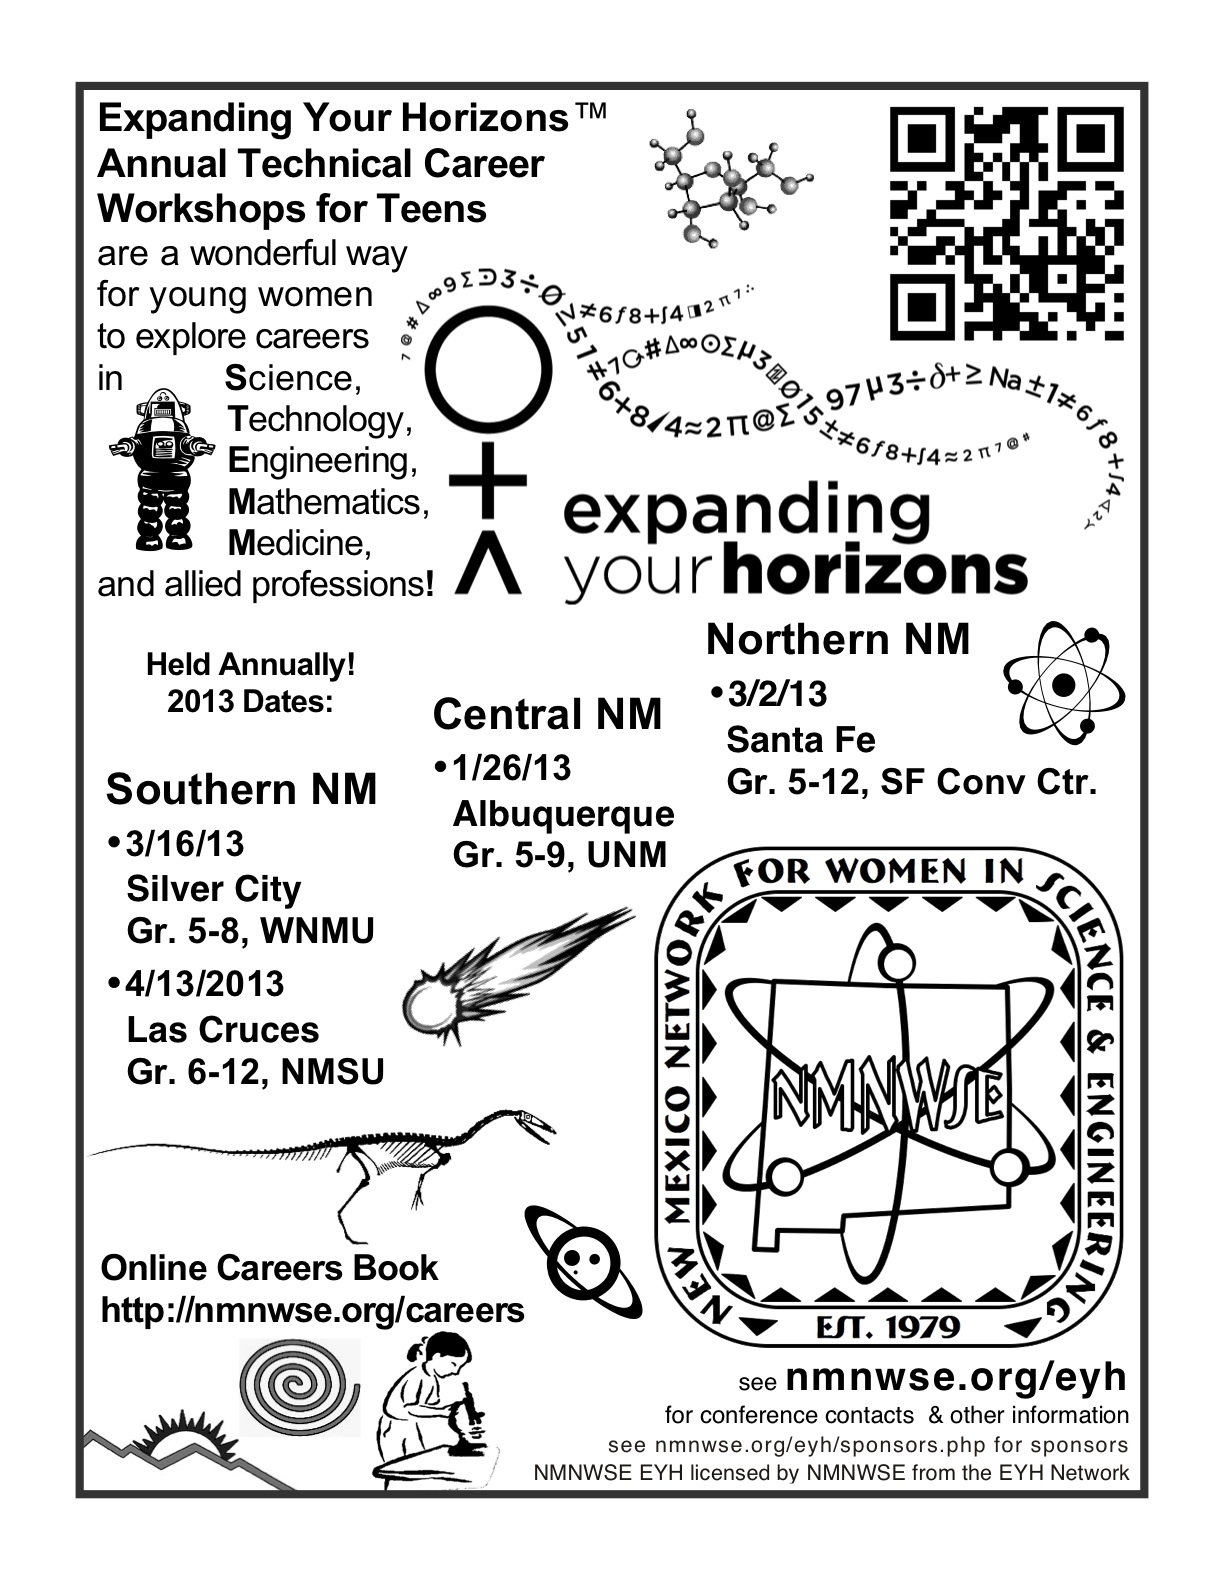 Expanding Your Horizons™
Annual Technical Career
Workshops for Teens
are a wonderful way
for young women
to explore careers
in Science,
Technology,
Engineering,
Mathematics,
Medicine,
and allied professions!
expanding
your horizons
Held Annually!
2013 Dates:
Southern NM
•3/16/13
Silver City
Gr. 5-8, WNMU
•4/13/2013
Las Cruces
Gr. 6-12, NMSU
Central NM
•1/26/13
Albuquerque
Gr. 5-9, UNM
Northern NM
•3/2/13
Santa Fe
Gr. 5-12, SF Conv Ctr.
NEW MEXICO NETWORK FOR WOMEN IN SCIENCE & ENGINEERING
NMNWSE
EST. 1979
Online Careers Book
http://nmnwse.org/careers
see nmnwse.org/eyh
for conference contacts & other information
see nmnwse.org/eyh/sponsors.php for sponsors
NMNWSE EYH licensed by NMNWSE from the EYH Network